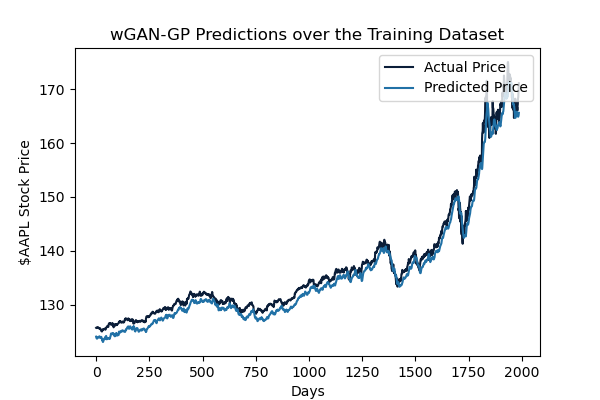 wGAN-GP Predictions over the Training Dataset
Actual Price
Predicted Price
170
160
150
140
130
$AAPL Stock Price
0 250 500 750 1000 1250 1500 1750 2000
Days